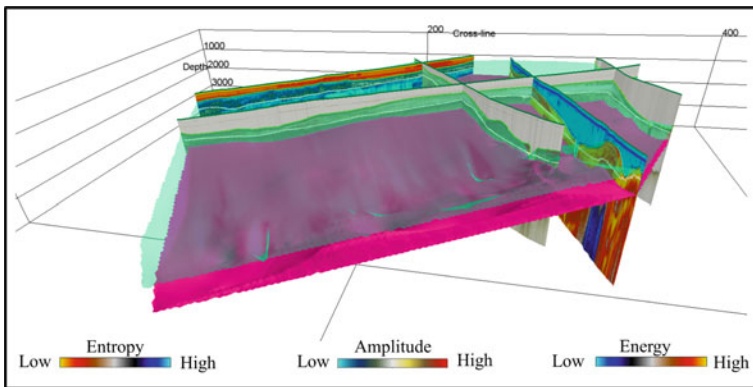 200
Cross-line
400
1000
Depth
2000
3000
Entropy
Low High
Amplitude
Low High
Energy
Low High